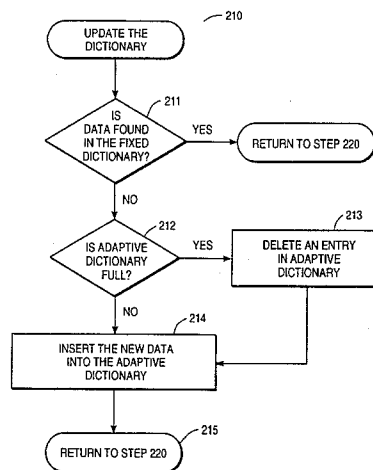 210
UPDATE THE
DICTIONARY
211
IS
DATA FOUND
IN THE FIXED
DICTIONARY?
YES
RETURN TO STEP 220
NO
212
IS ADAPTIVE
DICTIONARY
FULL?
YES
213
DELETE AN ENTRY
IN ADAPTIVE
DICTIONARY
NO
214
INSERT THE NEW DATA
INTO THE ADAPTIVE
DICTIONARY
215
RETURN TO STEP 220